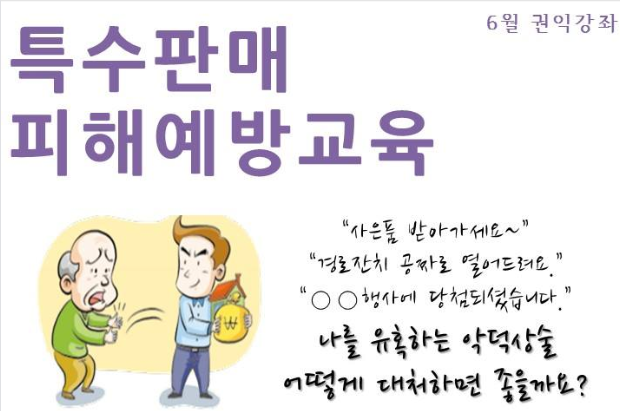 6월 권익강좌
특수판매
피해예방교육
"사은품 받아가세요~"
"경로잔치 공짜로 열어드려요."
"○○행사에 당첨되셨습니다."
나를 유혹하는 악덕상술
어떻게 대처하면 좋을까요?
₩